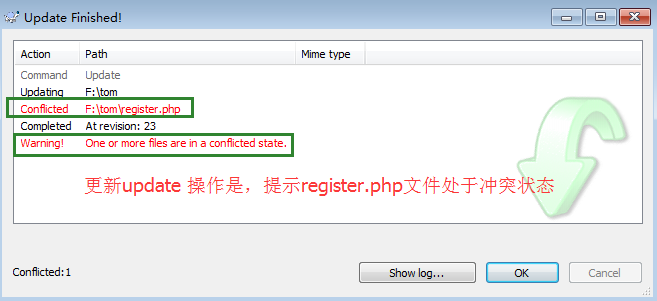 Update Finished!
Action Path Mime type
Command Update
Updating F:\tom
Conflicted F:\tom\register.php
Completed At revision: 23
Warning! One or more files are in a conflicted state.
更新update 操作是，提示register.php文件处于冲突状态
Conflicted:1 Show log... OK Cancel